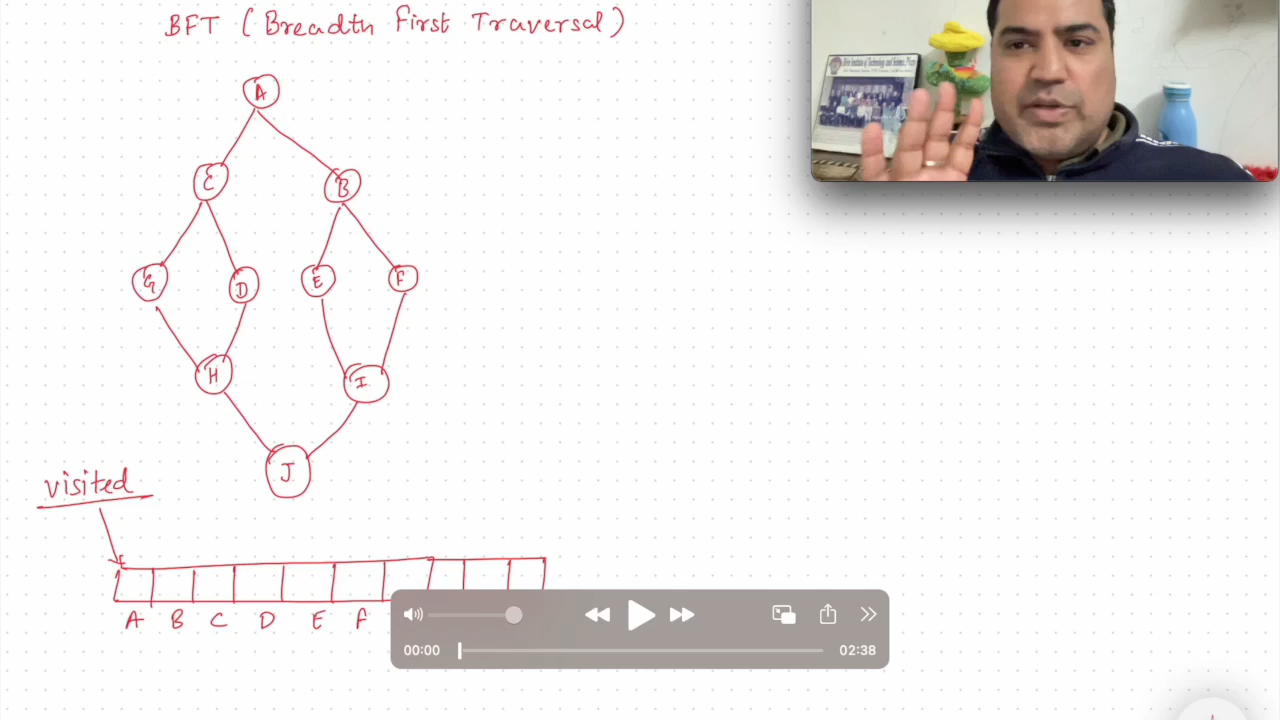 BFT (Breadth First Traversal)
A
C B
G D E F
H I
J
visited
A B C D E F
00:00 02:38